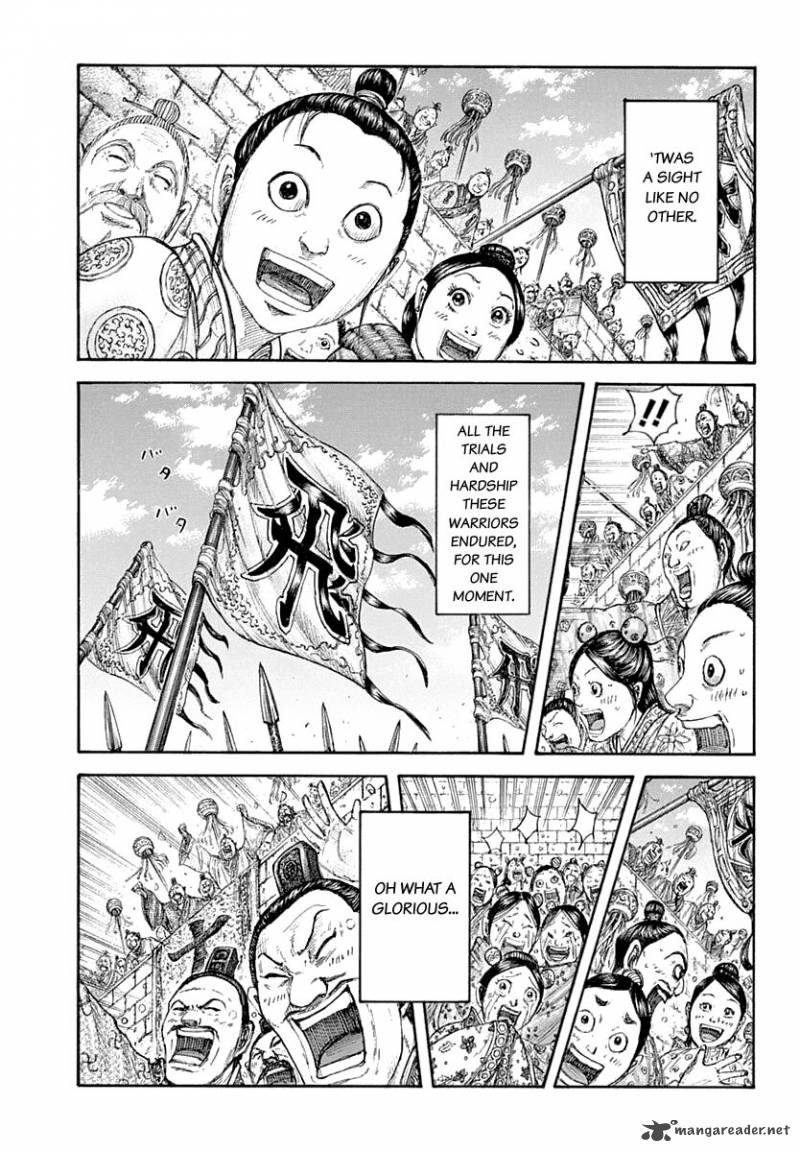 'TWAS
A SIGHT
LIKE NO
OTHER.
!!
ALL THE
TRIALS
AND
HARDSHIP
THESE
WARRIORS
ENDURED,
FOR THIS
ONE
MOMENT.
バタ
バタ
飛
飛
OH WHAT A
GLORIOUS...
mangareader.net